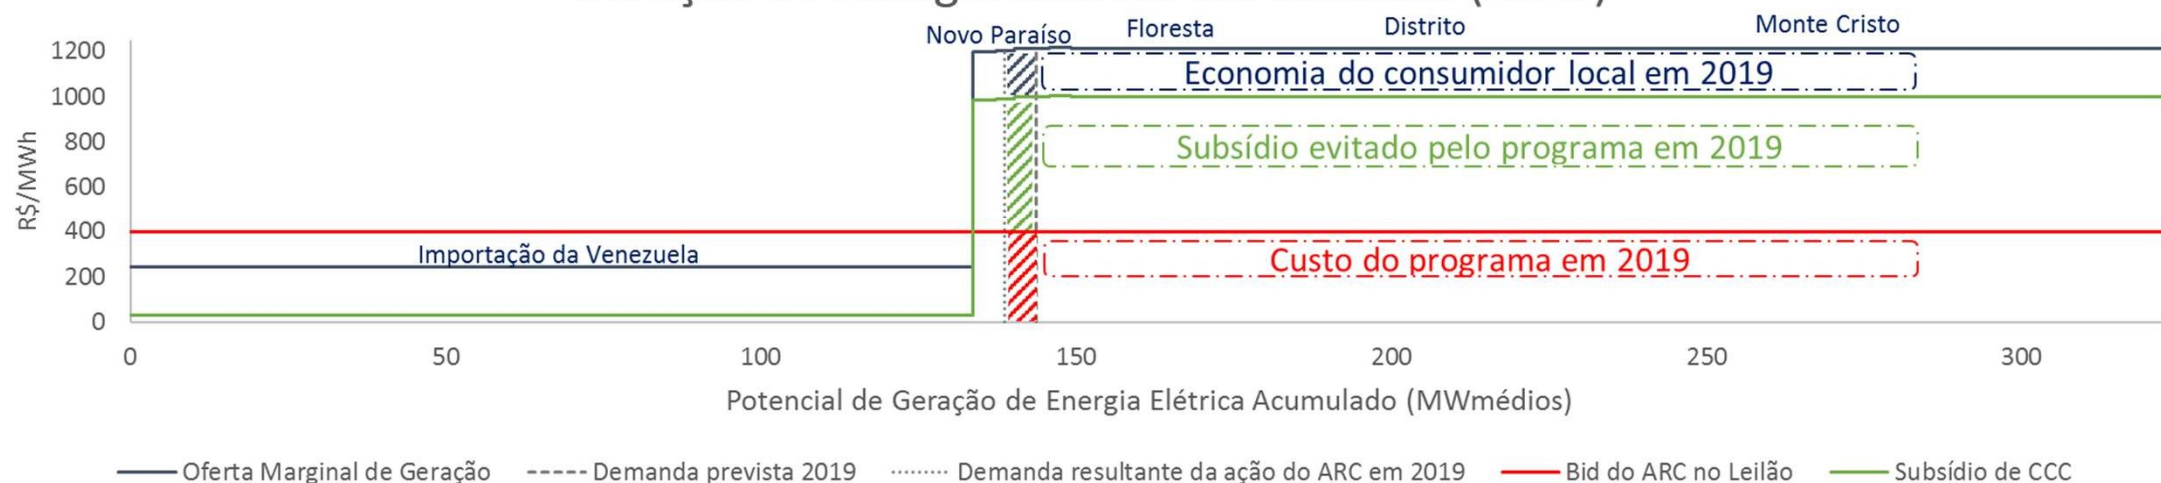 Novo Paraíso Floresta Distrito Monte Cristo
1200
Economia do consumidor local em 2019
1000
R$/MWh
800
Subsídio evitado pelo programa em 2019
600
400
Importação da Venezuela
Custo do programa em 2019
200
0
0 50 100 150 200 250 300
Potencial de Geração de Energia Elétrica Acumulado (MWmédios)
Oferta Marginal de Geração Demanda prevista 2019 Demanda resultante da ação do ARC em 2019 Bid do ARC no Leilão Subsídio de CCC